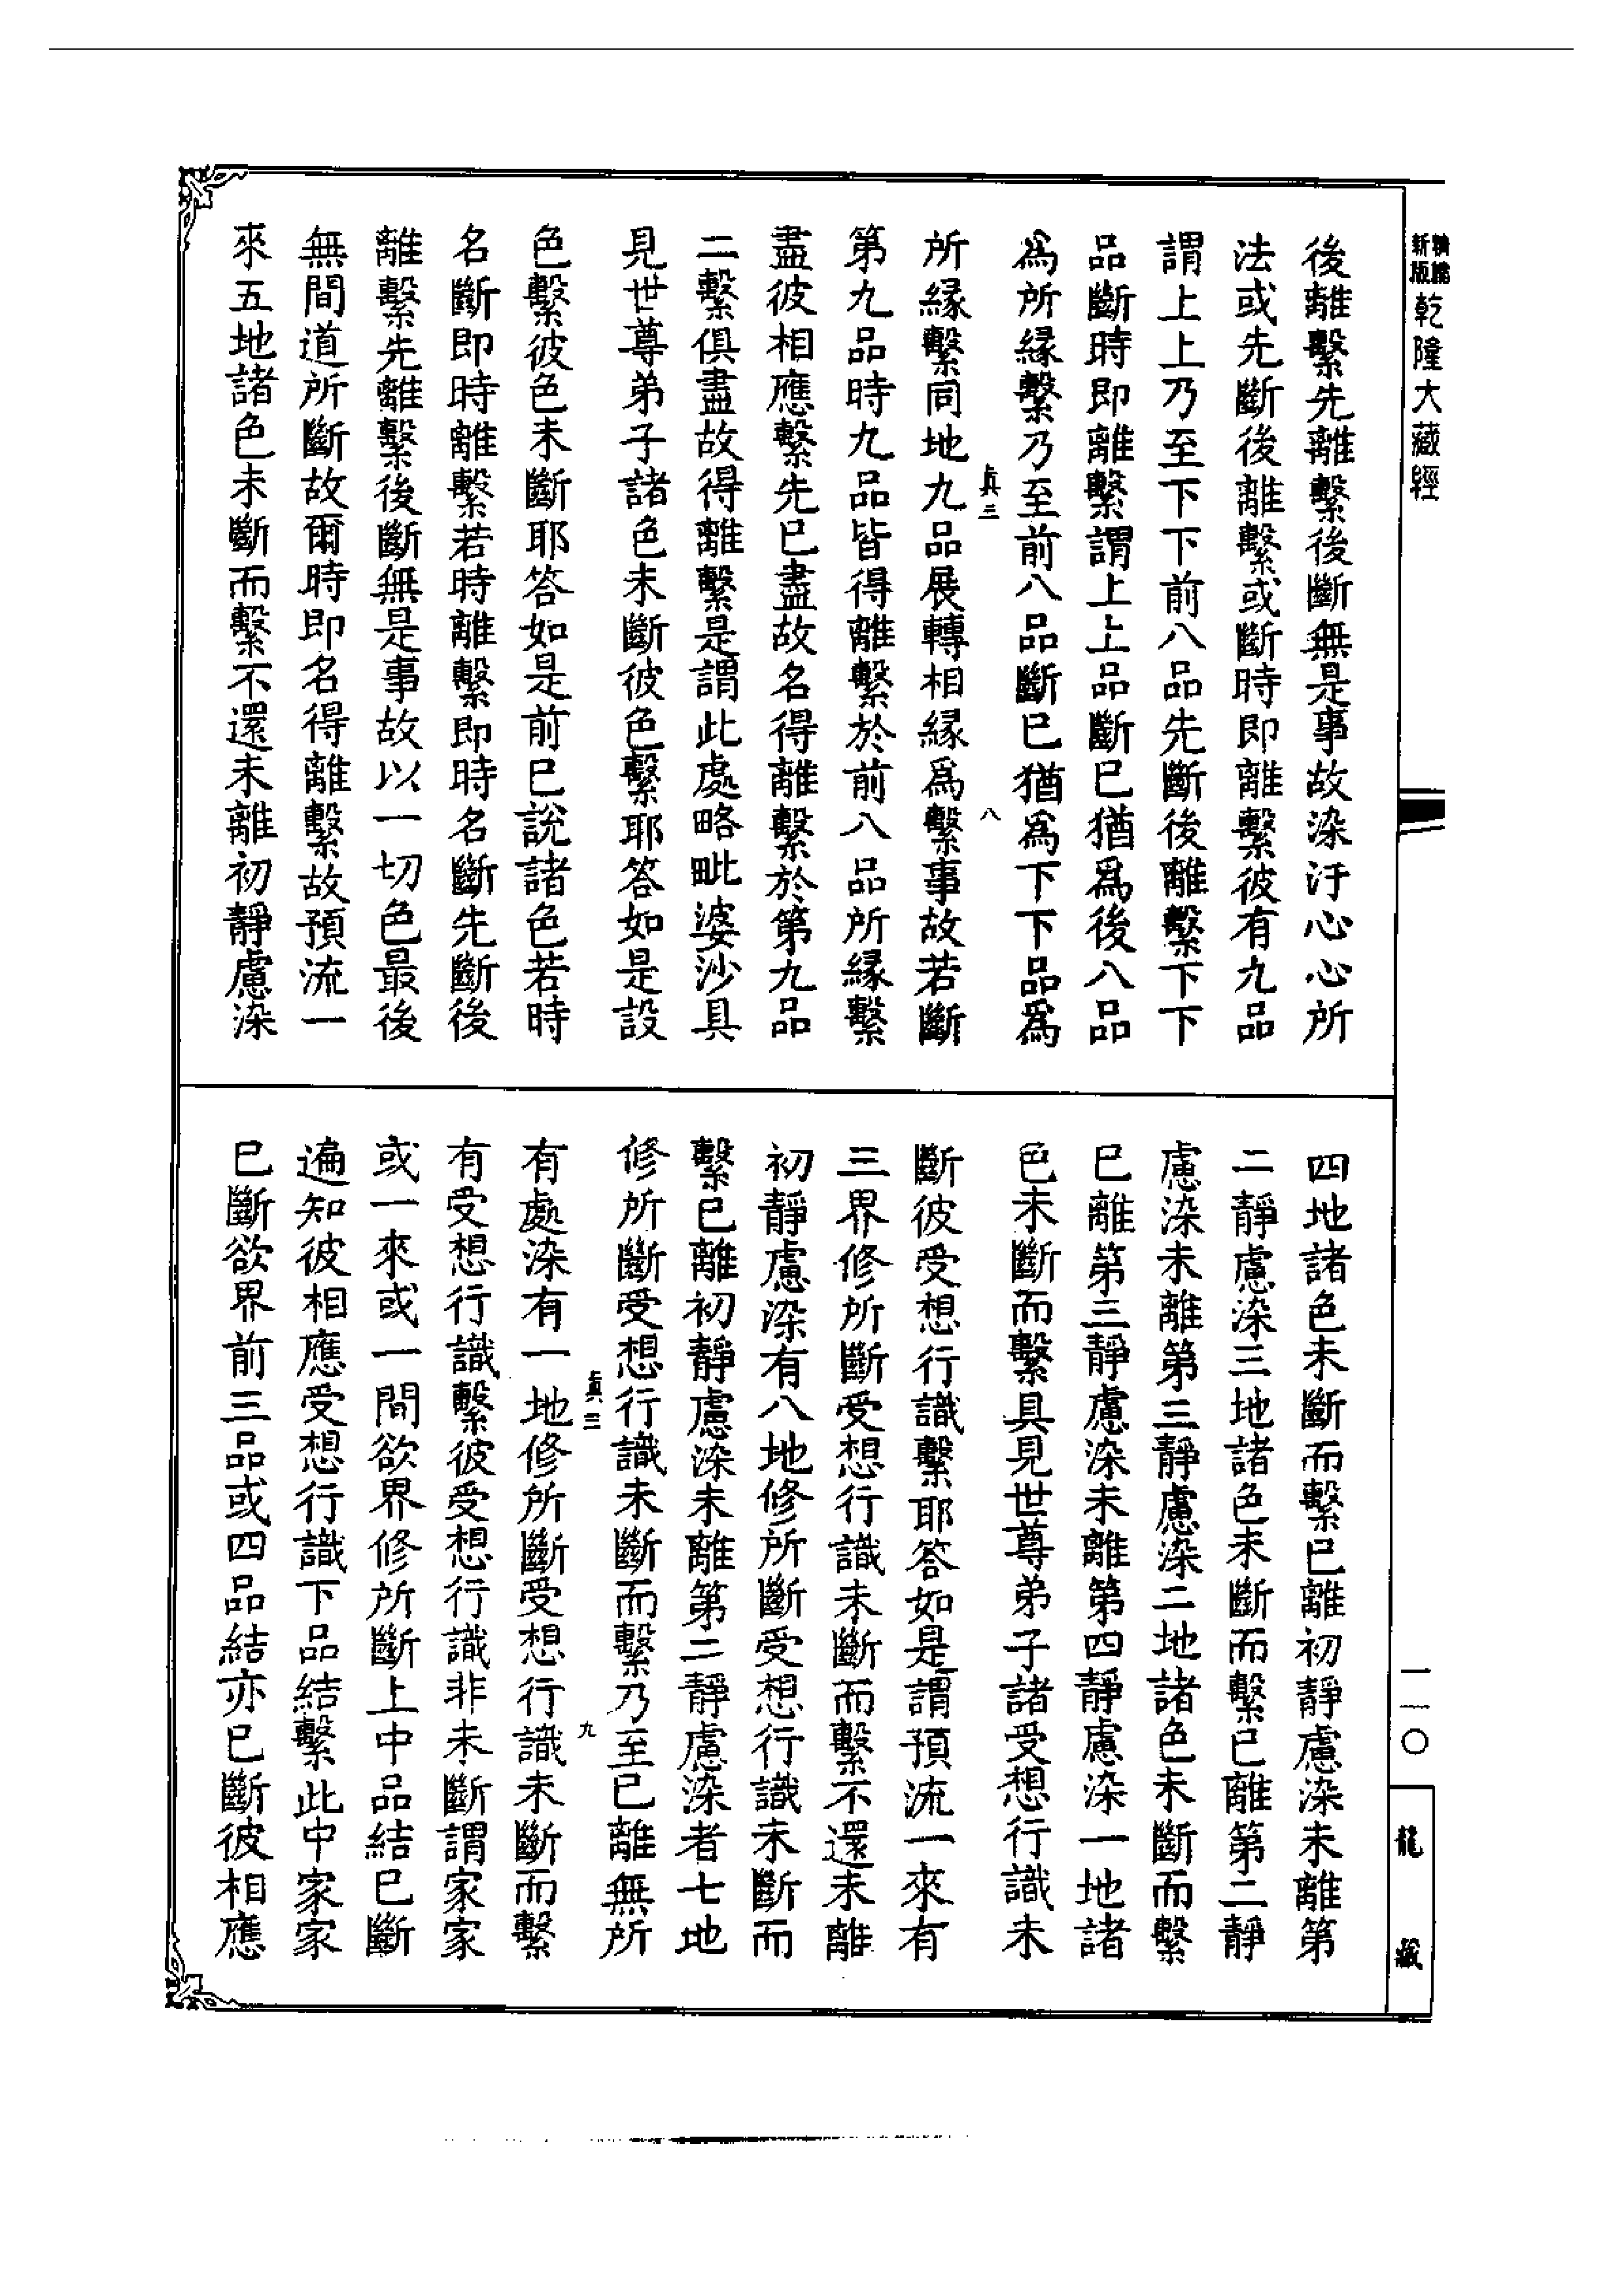 新版
精縮
乾隆大藏經
後離繫先離繫後斷無是事故染汙心心所
法或先斷後離繫或斷時即離繫彼有九品
謂上上乃至下下前八品先斷後離繫下下
品斷時即離繫謂上上品斷已猶爲後八品
爲所縁繫乃至前八品斷已猶爲下下品爲
眞三
八
所縁繫同地九品展轉相縁爲繫事故若斷
第九品時九品皆得離繫於前八品所縁繫
盡彼相應繫先已盡故名得離繫於第九品
二繫俱盡故得離繫是謂此處略毗婆沙具
見世尊弟子諸色未斷彼色繫耶答如是設
色繫彼色未斷耶答如是前已說諸色若時
名斷即時離繫若時離繫即時名斷先斷後
離繫先離繫後斷無是事故以一切色最後
無間道所斷故爾時即名得離繫故預流一
來五地諸色未斷而繫不還未離初靜慮染
四地諸色未斷而繫已離初靜慮染未離第
二靜慮染三地諸色未斷而繫已離第二靜
慮染未離第三靜慮染二地諸色未斷而繫
已離第三靜慮染未離第四靜慮染一地諸
色未斷而繫具見世尊弟子諸受想行識未
斷彼受想行識繫耶答如是謂預流一來有
三界修所斷受想行識未斷而繫不還未離
初靜慮染有八地修所斷受想行識未斷而
繫已離初靜慮染未離第二靜慮染者七地
修所斷受想行識未斷而繫乃至已離無所
眞三
九
有處染有一地修所斷受想行識未斷而繫
有受想行識繫彼受想行識非未斷謂家家
或一來或一間欲界修所斷上中品結已斷
遍知彼相應受想行識下品結繫此中家家
已斷欲界前三品或四品結亦已斷彼相應
一一〇
龍藏